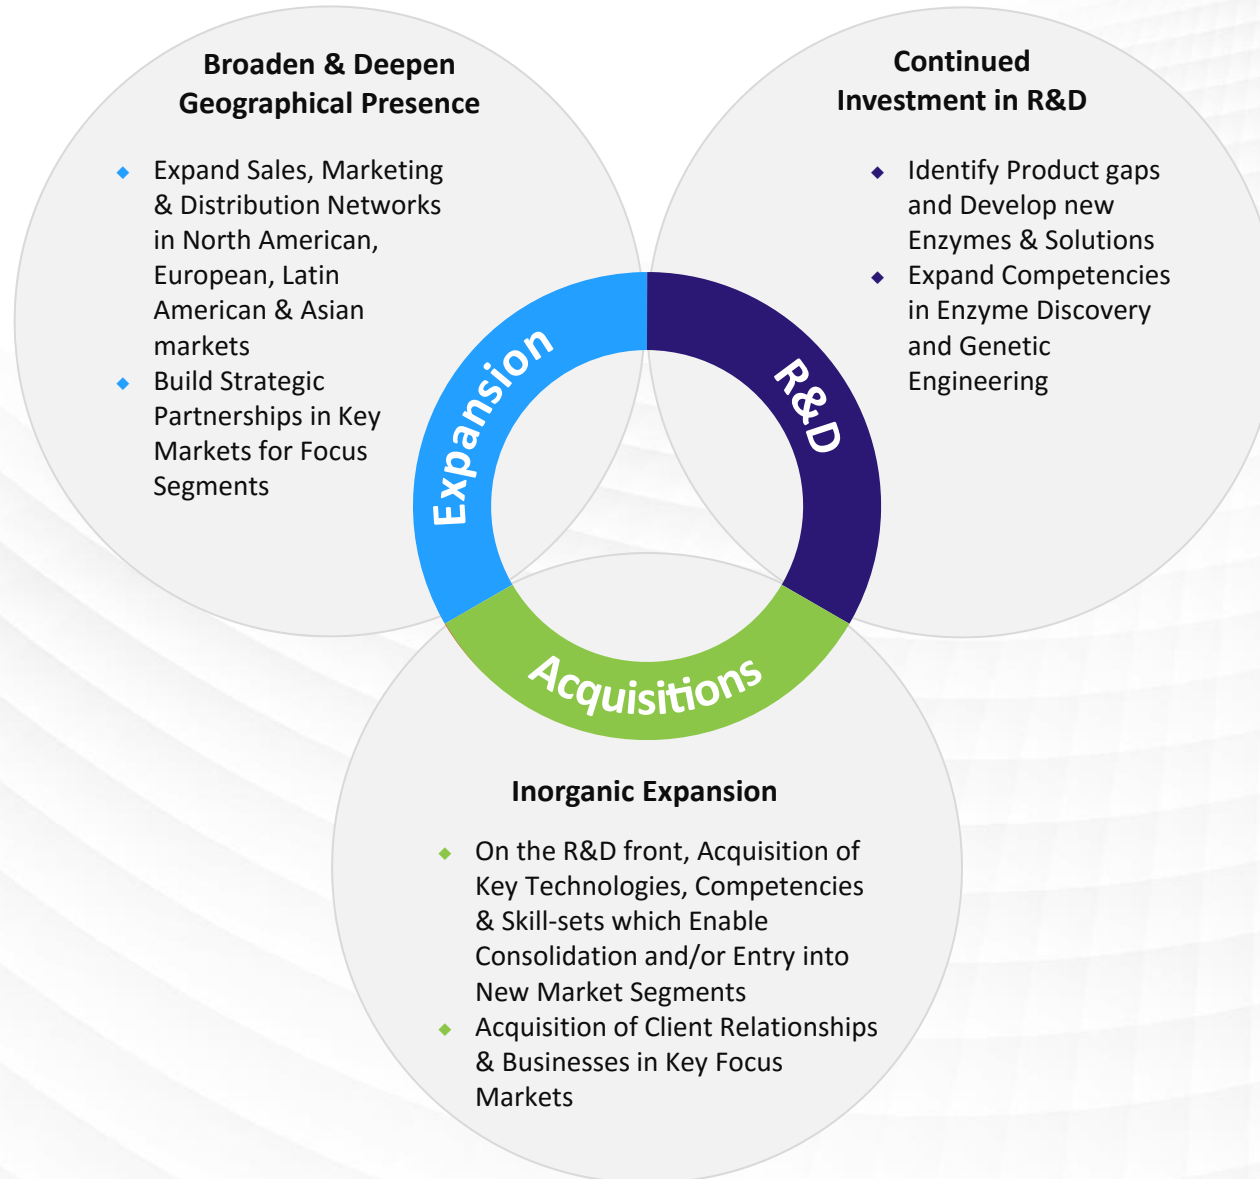 Broaden & Deepen
Geographical Presence
◆ Expand Sales, Marketing
& Distribution Networks
in North American,
European, Latin
American & Asian
markets
◆ Build Strategic
Partnerships in Key
Markets for Focus
Segments
Continued
Investment in R&D
◆ Identify Product gaps
and Develop new
Enzymes & Solutions
◆ Expand Competencies
in Enzyme Discovery
and Genetic
Engineering
Expansion
R&D
Acquisitions
Inorganic Expansion
◆ On the R&D front, Acquisition of
Key Technologies, Competencies
& Skill-sets which Enable
Consolidation and/or Entry into
New Market Segments
◆ Acquisition of Client Relationships
& Businesses in Key Focus
Markets